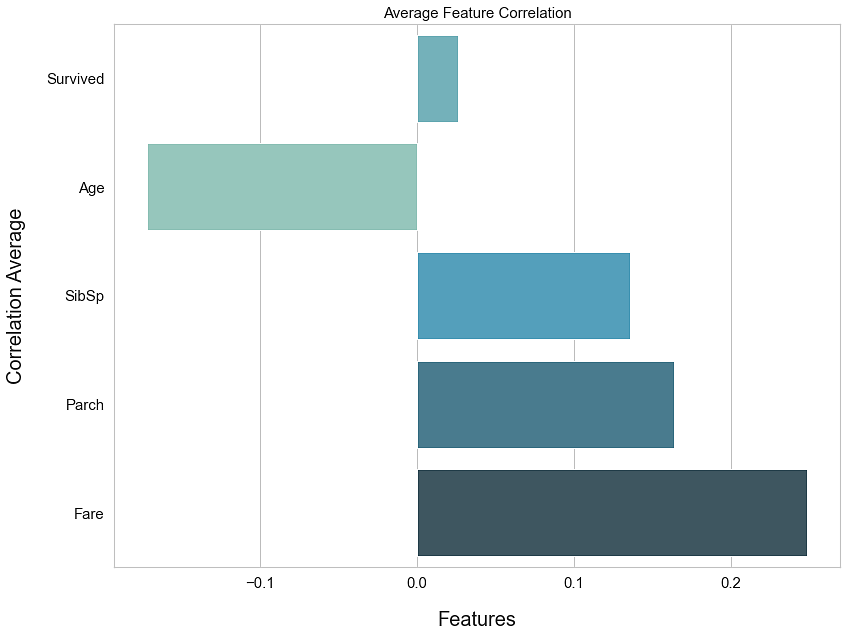 Average Feature Correlation
Survived
Age
SibSp
Parch
Fare
Correlation Average
−0.1
0.0
0.1
0.2
Features